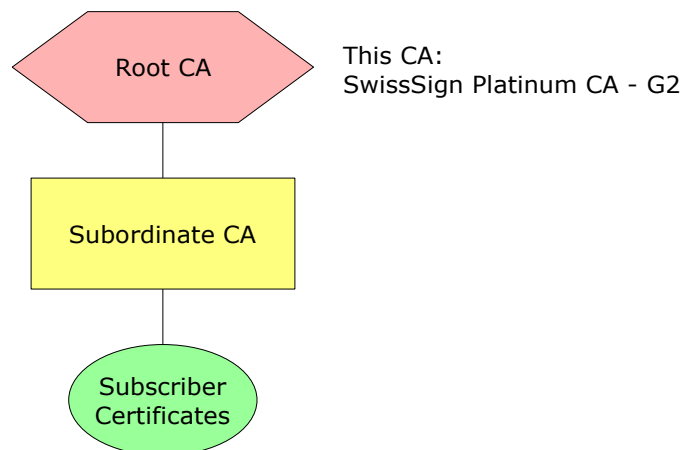 Root CA
This CA:
SwissSign Platinum CA - G2
Subordinate CA
Subscriber
Certificates